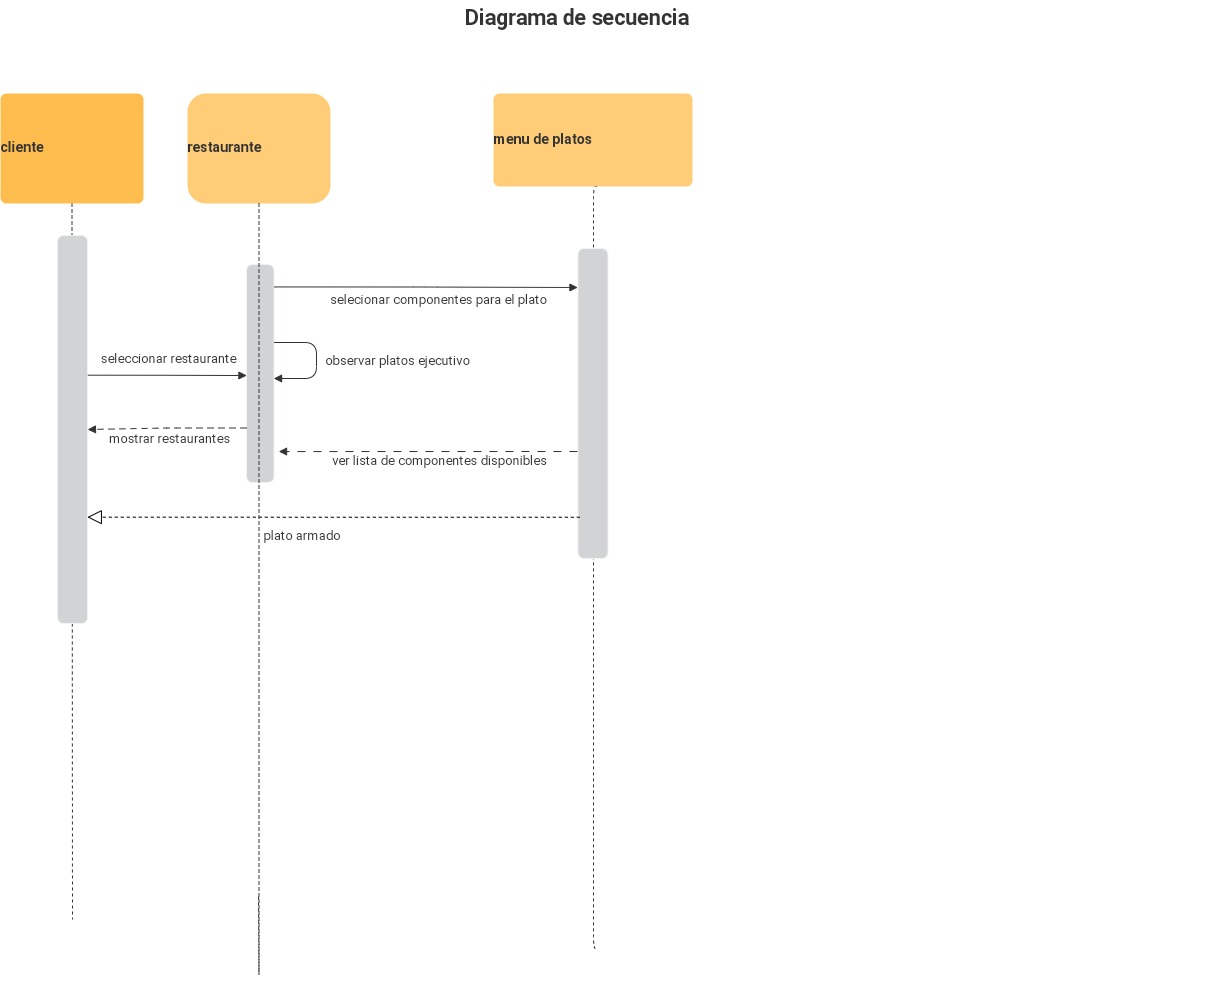 Diagrama de secuencia
cliente
restaurante
menu de platos
selecionar componentes para el plato
seleccionar restaurante
observar platos ejecutivo
mostrar restaurantes
ver lista de componentes disponibles
plato armado